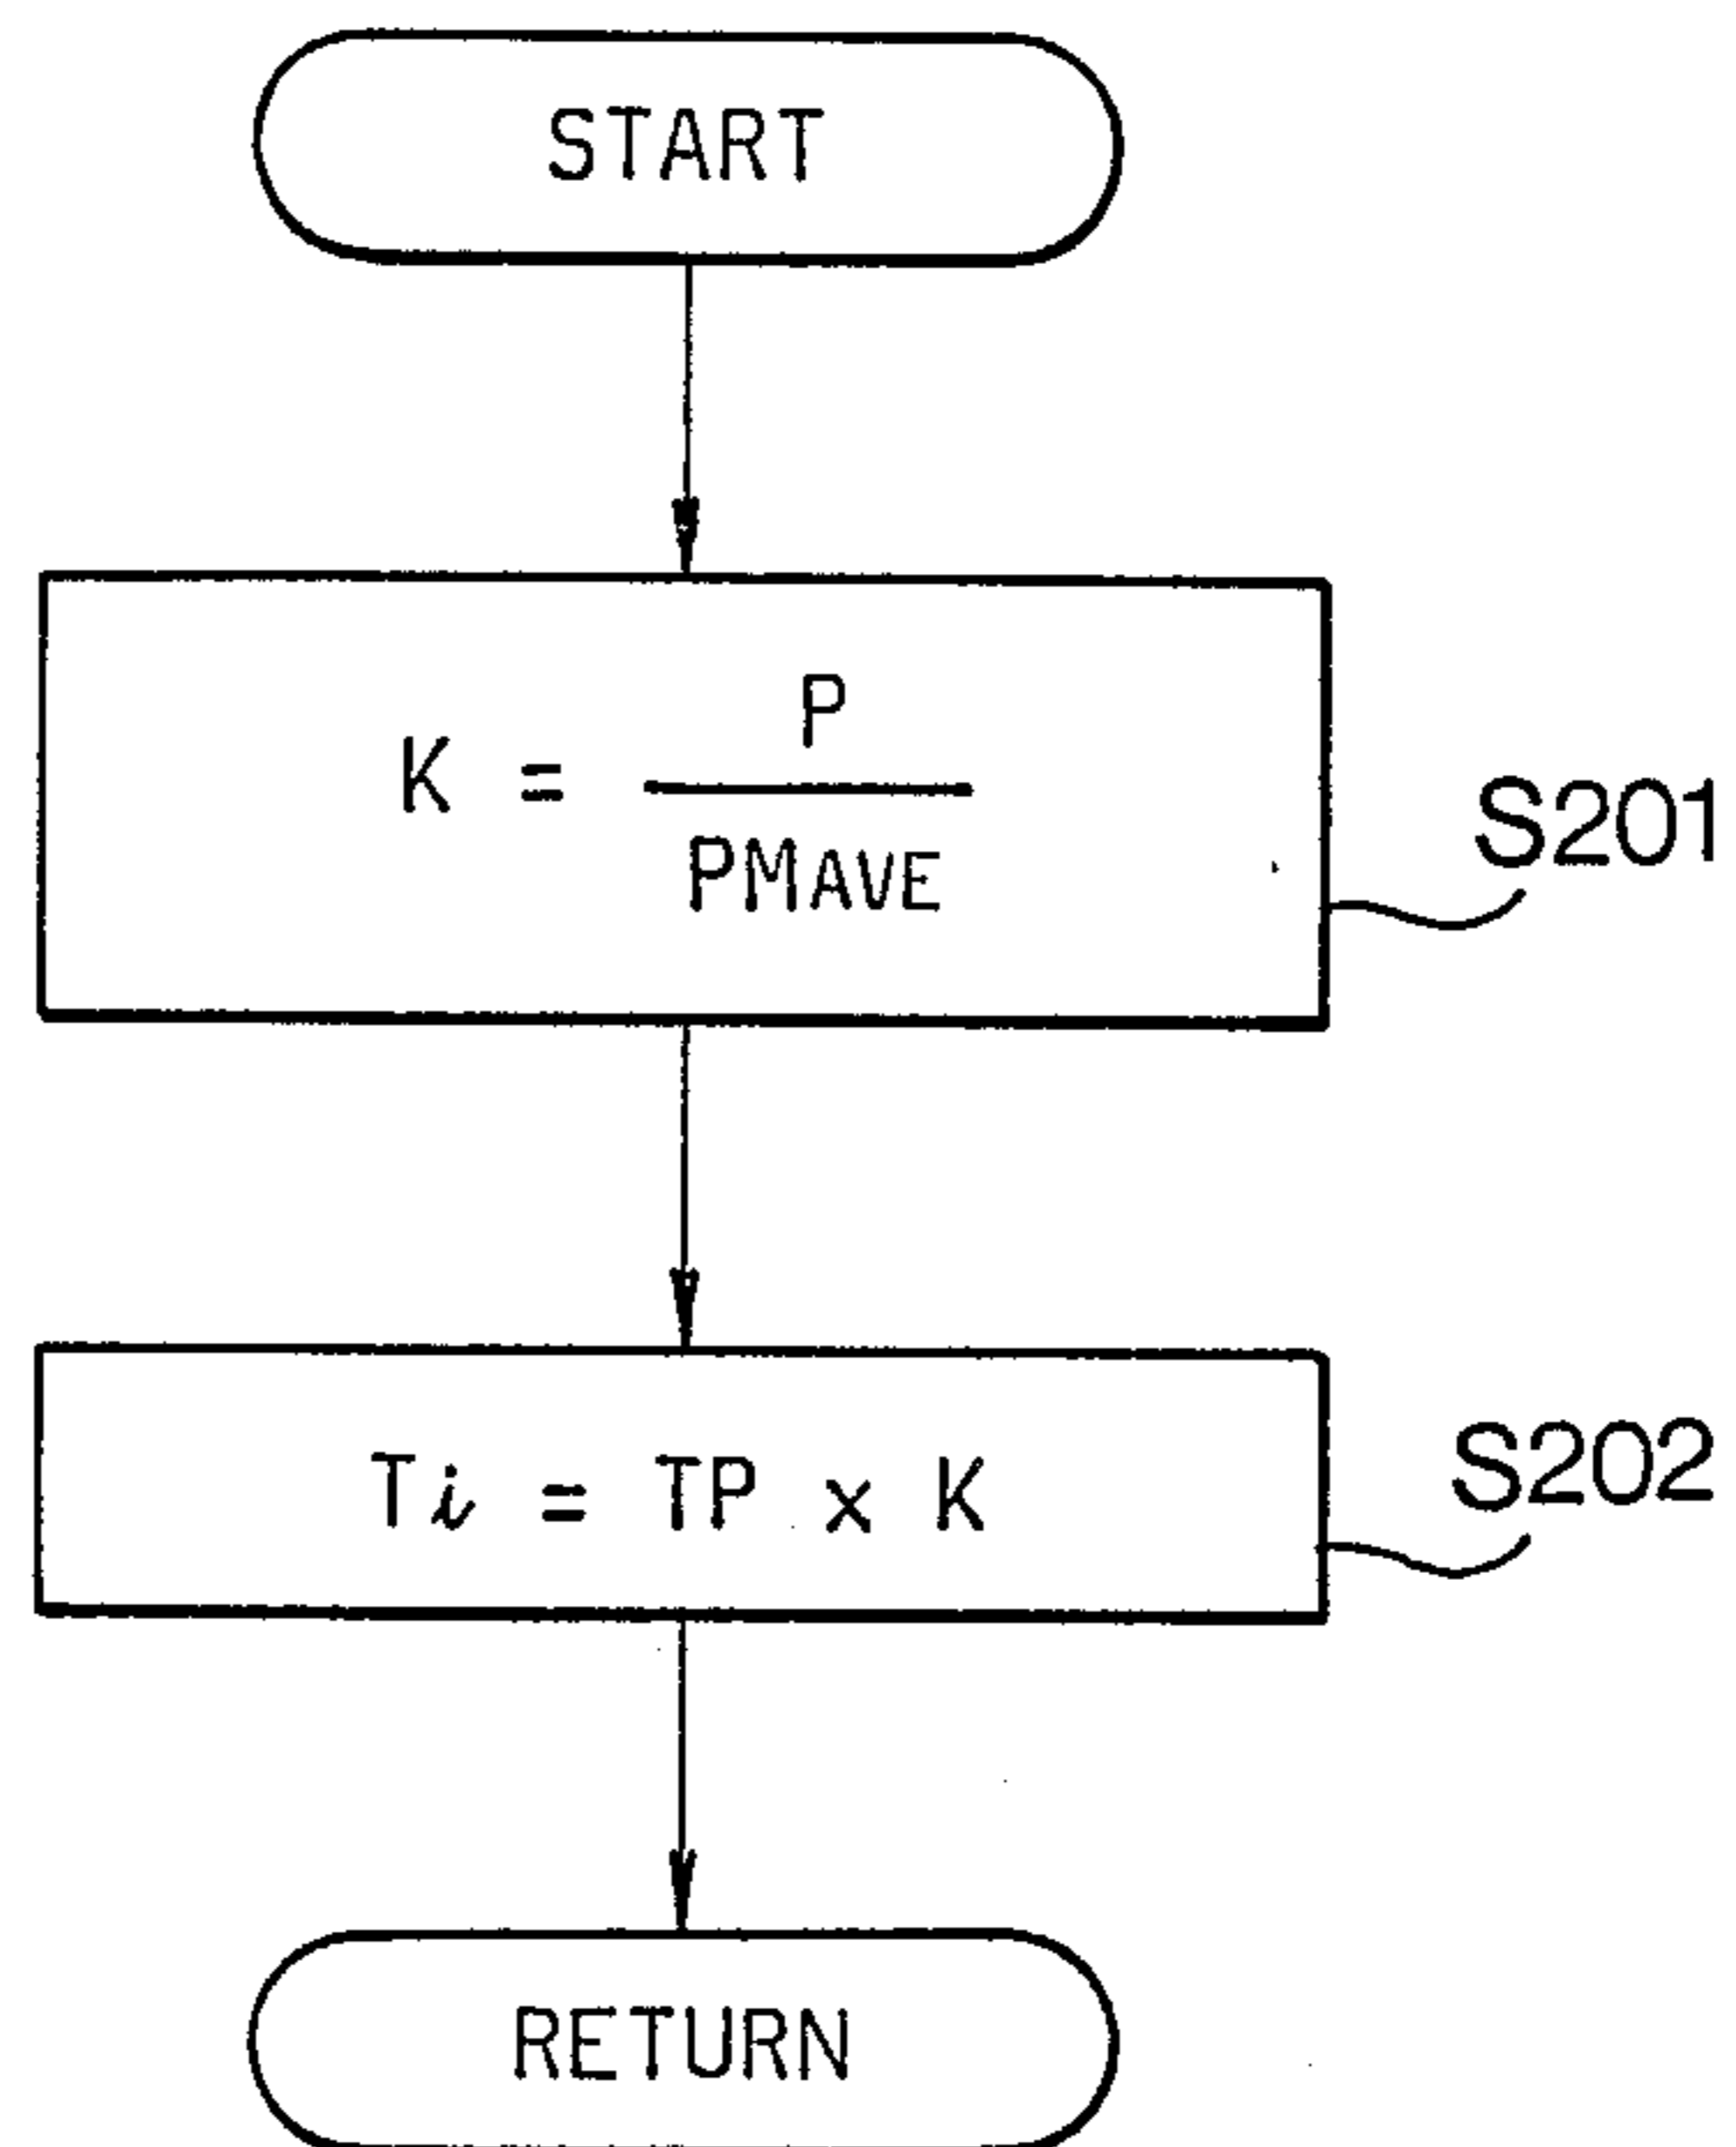 START
K = P
PMAVE
S201
Ti = TP × K
S202
RETURN